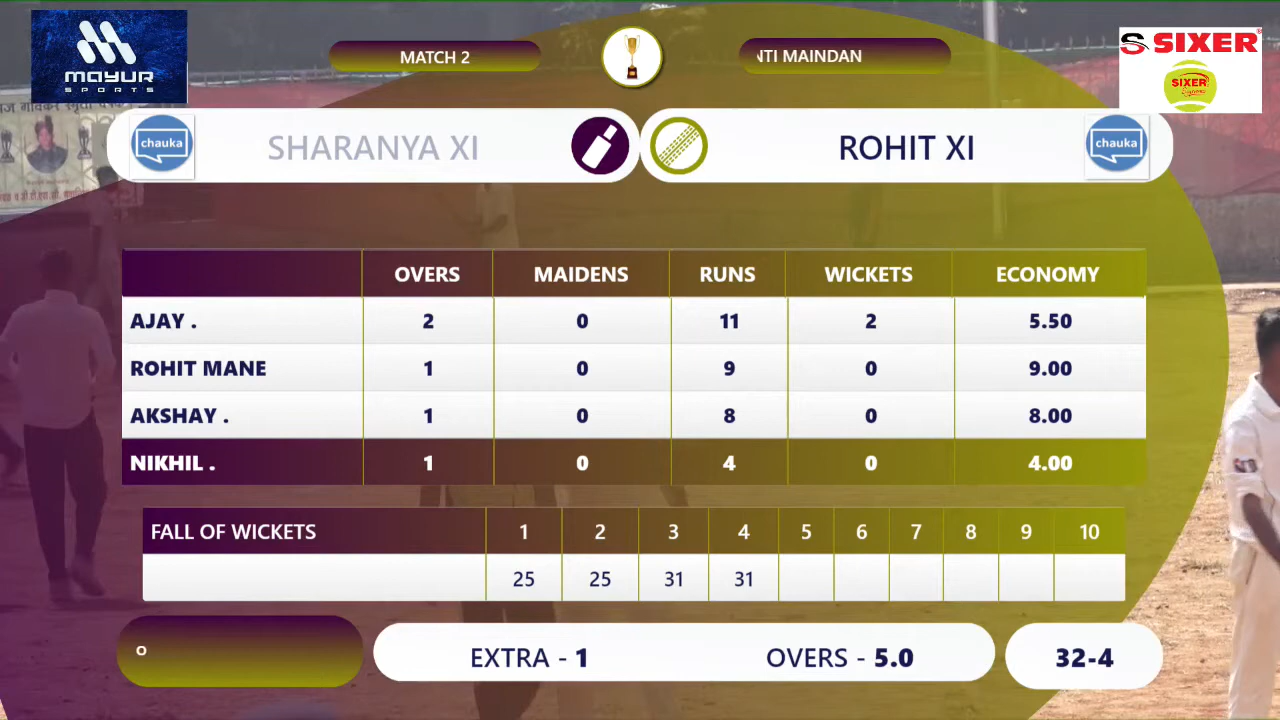 MAYUR
SPORTS
MATCH 2
NTI MAINDAN
S SIXER
SIXER
chauka
SHARANYA XI
ROHIT XI
chauka
OVERS MAIDENS RUNS WICKETS ECONOMY
AJAY . 2 0 11 2 5.50
ROHIT MANE 1 0 9 0 9.00
AKSHAY . 1 0 8 0 8.00
NIKHIL . 1 0 4 0 4.00
FALL OF WICKETS 1 2 3 4 5 6 7 8 9 10
25 25 31 31
O
EXTRA - 1 OVERS - 5.0 32-4